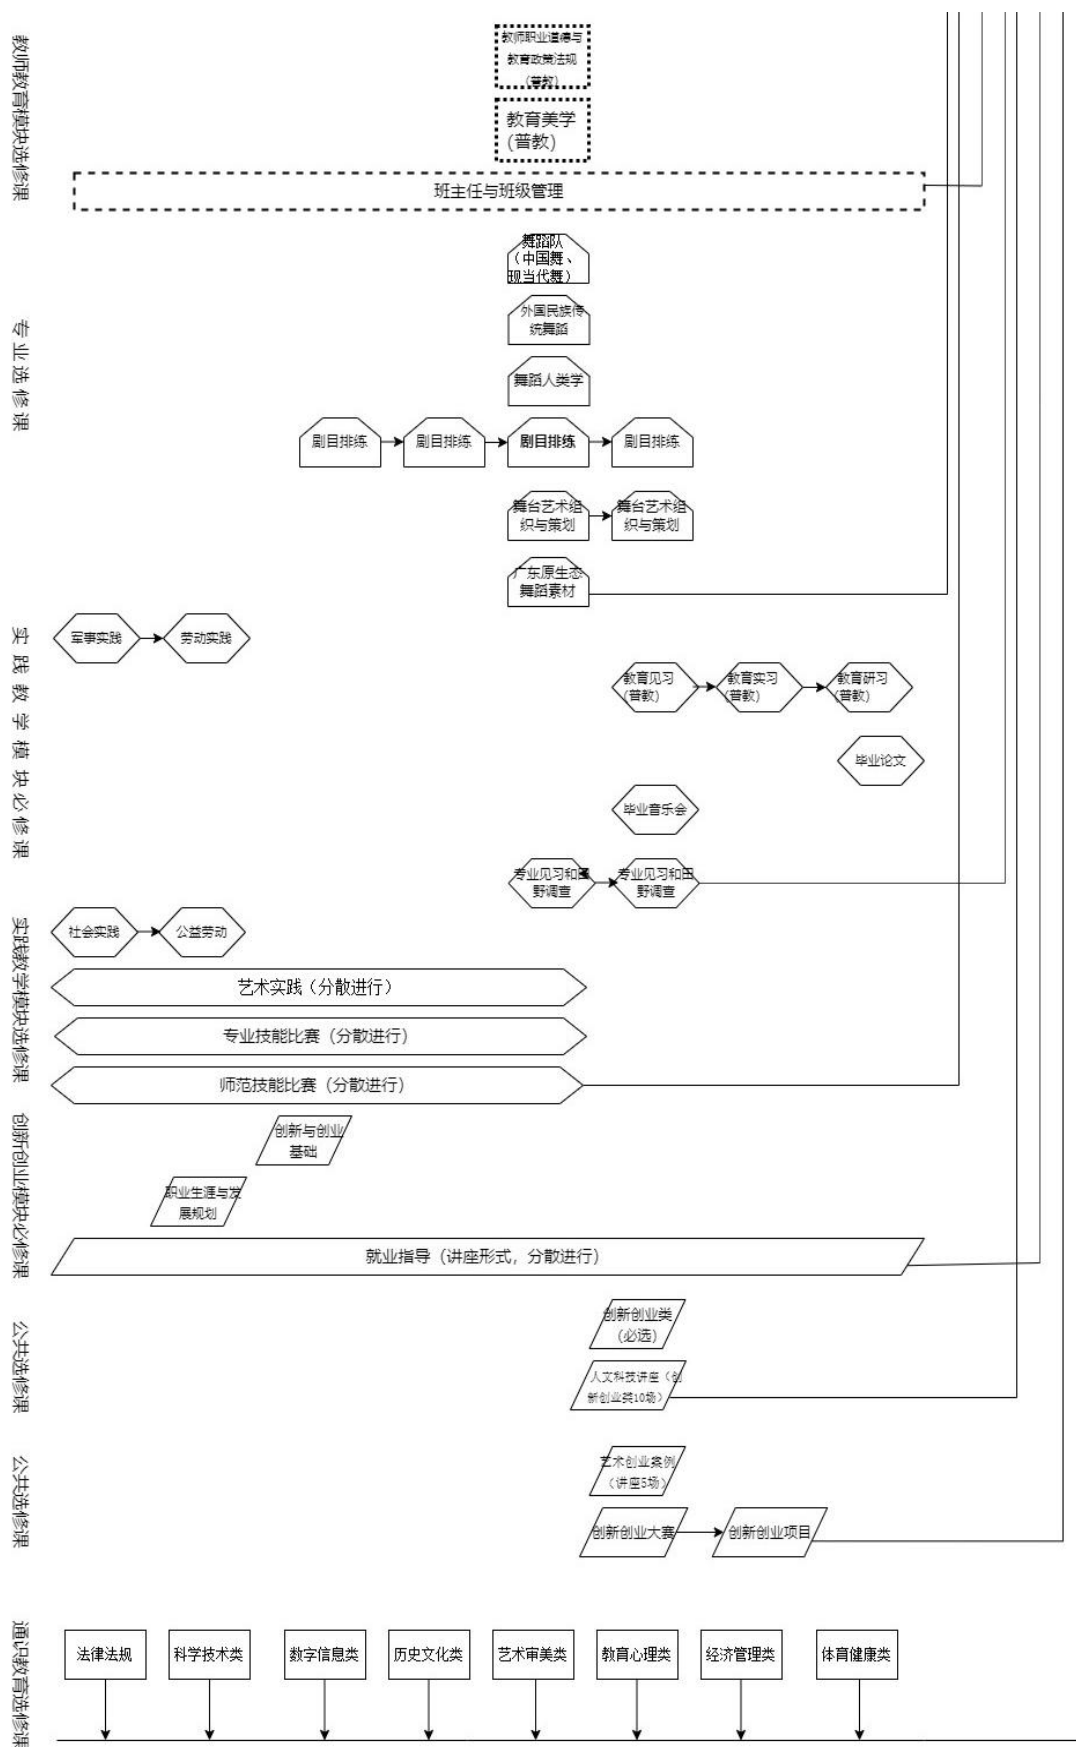 教师教育模块选修课
教师职业道德与
教育政策法规
（普教）
教育美学
（普教）
班主任与班级管理
专业选修课
舞蹈队
（中国舞、
现当代舞）
外国民族传
统舞蹈
舞蹈人类学
剧目排练
剧目排练
剧目排练
剧目排练
舞台艺术组
织与策划
舞台艺术组
织与策划
广东原生态
舞蹈素材
实践教学模块必修课
军事实践
劳动实践
教育见习
（普教）
教育实习
（普教）
教育研习
（普教）
毕业论文
毕业音乐会
专业见习和田
野调查
专业见习和田
野调查
实践教学模块选修课
社会实践
公益劳动
艺术实践（分散进行）
专业技能比赛（分散进行）
师范技能比赛（分散进行）
创新创业模块必修课
创新与创业
基础
职业生涯与发
展规划
就业指导（讲座形式，分散进行）
公共选修课
创新创业类
（必选）
人文科技讲座（创
新创业类10场）
公共选修课
艺术创业案例
（讲座5场）
创新创业大赛
创新创业项目
通识教育选修课
法律法规
科学技术类
数字信息类
历史文化类
艺术审美类
教育心理类
经济管理类
体育健康类